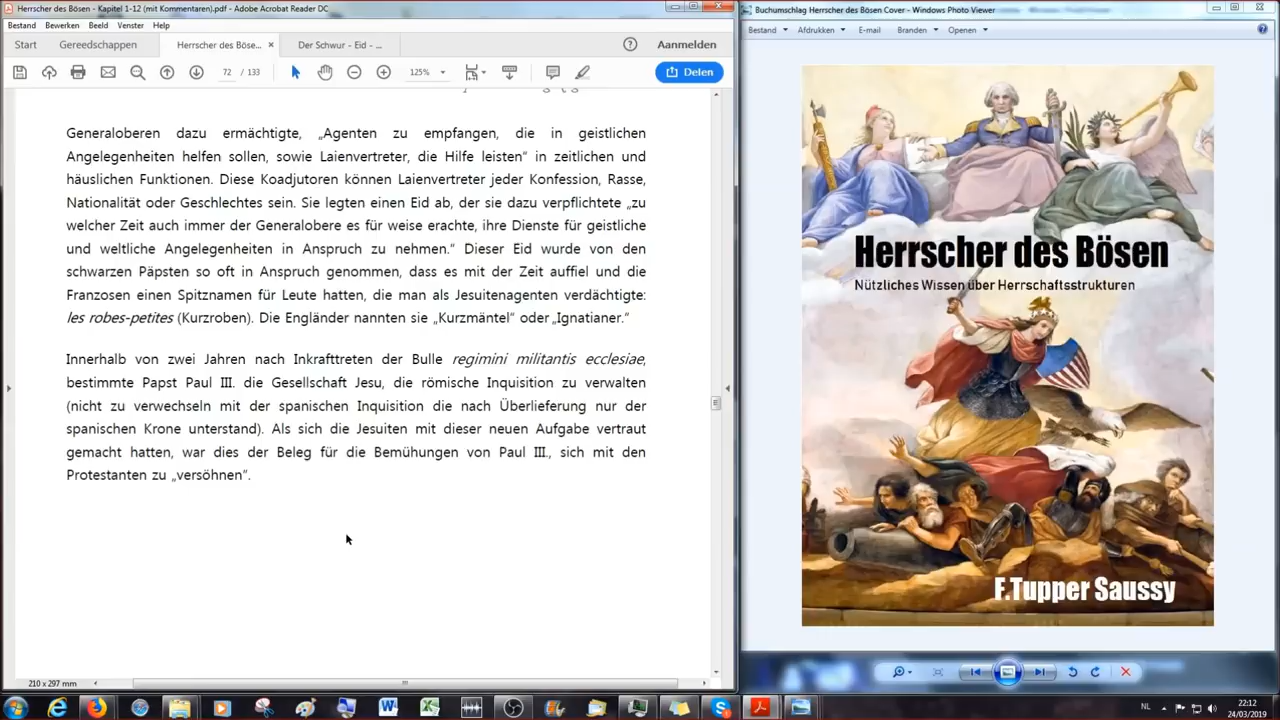 Herrscher des Bösen - Kapitel 1-12 (mit Kommentaren).pdf - Adobe Acrobat Reader DC
Bestand Bewerken Beeld Venster Help
Start Gereedschappen Herrscher des Böse... × Der Schwur - Eid - ... Aanmelden
72 / 133 125% Delen
Generaloberen dazu ermächtigte, „Agenten zu empfangen, die in geistlichen
Angelegenheiten helfen sollen, sowie Laienvertreter, die Hilfe leisten“ in zeitlichen und
häuslichen Funktionen. Diese Koadjutoren können Laienvertreter jeder Konfession, Rasse,
Nationalität oder Geschlechtes sein. Sie legten einen Eid ab, der sie dazu verpflichtete „zu
welcher Zeit auch immer der Generalobere es für weise erachte, ihre Dienste für geistliche
und weltliche Angelegenheiten in Anspruch zu nehmen.“ Dieser Eid wurde von den
schwarzen Päpsten so oft in Anspruch genommen, dass es mit der Zeit auffiel und die
Franzosen einen Spitznamen für Leute hatten, die man als Jesuitenagenten verdächtigte:
les robes-petites (Kurzroben). Die Engländer nannten sie „Kurzmäntel“ oder „Ignatianer.“
Innerhalb von zwei Jahren nach Inkrafttreten der Bulle regimini militantis ecclesiae,
bestimmte Papst Paul III. die Gesellschaft Jesu, die römische Inquisition zu verwalten
(nicht zu verwechseln mit der spanischen Inquisition die nach Überlieferung nur der
spanischen Krone unterstand). Als sich die Jesuiten mit dieser neuen Aufgabe vertraut
gemacht hatten, war dies der Beleg für die Bemühungen von Paul III., sich mit den
Protestanten zu „versöhnen“.
210 x 297 mm
Buchumschlag Herrscher des Bösen Cover - Windows Photo Viewer
Bestand Afdrukken E-mail Branden Openen
Herrscher des Bösen
Nützliches Wissen über Herrschaftsstrukturen
F.Tupper Saussy
NL 22:12
24/03/2019